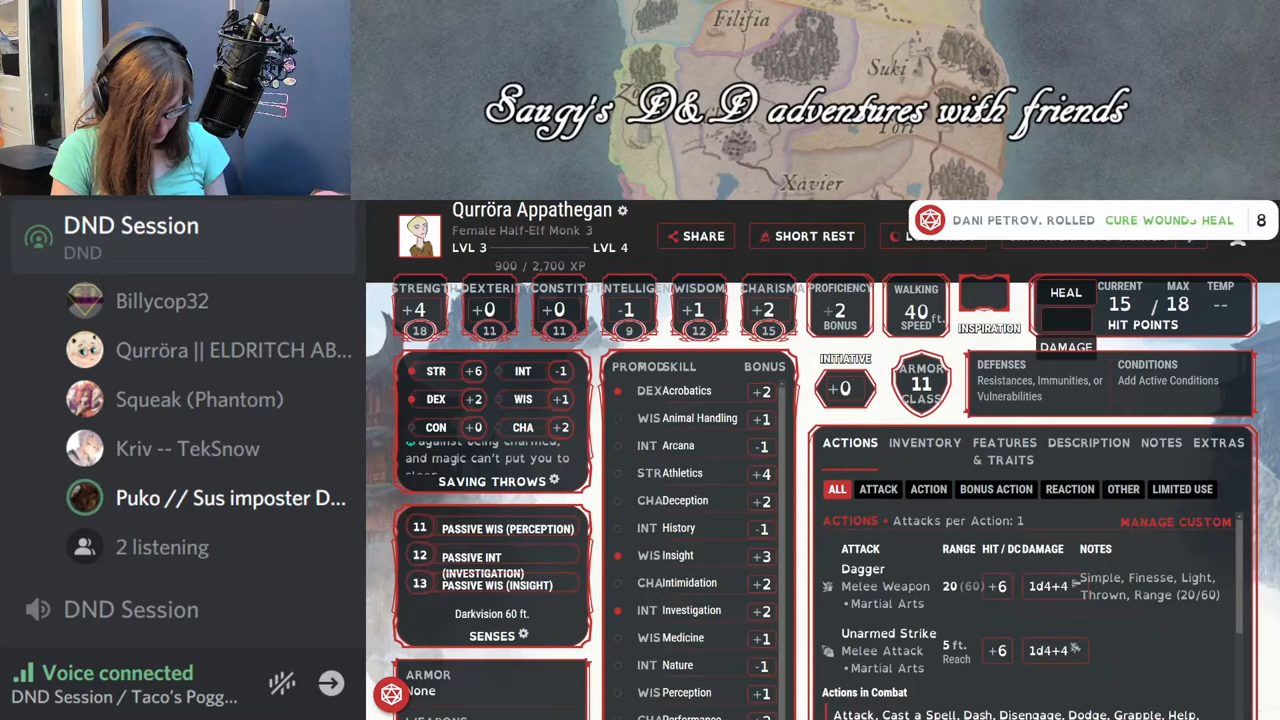 Filifia
Suki
Saugy's D&D adventures with friends
Tori
Xavier
DND Session
DND
Billycop32
Qurröra || ELDRITCH AB...
Squeak (Phantom)
Kriv -- TekSnow
Puko // Sus imposter D...
2 listening
DND Session
Voice connected
DND Session / Taco's Pogg...
Qurröra Appathegan
Female Half-Elf Monk 3
LVL 3
LVL 4
900 / 2,700 XP
SHARE
SHORT REST
DANI PETROV. ROLLED CURE WOUNDS HEAL 8
STRENGTH DEXTERITY CONSTITUT INTELLIGEN WISDOM CHARISMA
+4 +0 +0 -1 +1 +2
18 11 11 9 12 15
PROFICIENCY
+2
BONUS
WALKING
40 ft.
SPEED
INSPIRATION
HEAL
DAMAGE
CURRENT MAX TEMP
15 / 18 --
HIT POINTS
STR +6 INT -1
DEX +2 WIS +1
CON +0 CHA +2
against being charmed,
and magic can't put you to
SAVING THROWS
11 PASSIVE WIS (PERCEPTION)
12 PASSIVE INT
(INVESTIGATION)
13 PASSIVE WIS (INSIGHT)
Darkvision 60 ft.
SENSES
ARMOR
None
PROF MOD SKILL BONUS
DEX Acrobatics +2
WIS Animal Handling +1
INT Arcana -1
STR Athletics +4
CHA Deception +2
INT History -1
WIS Insight +3
CHA Intimidation +2
INT Investigation +2
WIS Medicine +1
INT Nature -1
WIS Perception +1
CHA Performance +2
INITIATIVE
+0
ARMOR
11
CLASS
DEFENSES
Resistances, Immunities, or
Vulnerabilities
CONDITIONS
Add Active Conditions
ACTIONS INVENTORY FEATURES & TRAITS DESCRIPTION NOTES EXTRAS
ALL ATTACK ACTION BONUS ACTION REACTION OTHER LIMITED USE
ACTIONS • Attacks per Action: 1 MANAGE CUSTOM
ATTACK RANGE HIT / DC DAMAGE NOTES
Dagger
Melee Weapon
• Martial Arts
20 (60) +6 1d4+4
Simple, Finesse, Light,
Thrown, Range (20/60)
Unarmed Strike
Melee Attack
• Martial Arts
5 ft.
Reach
+6 1d4+4
Actions in Combat
Attack, Cast a Spell, Dash, Disengage, Dodge, Grapple, Help,